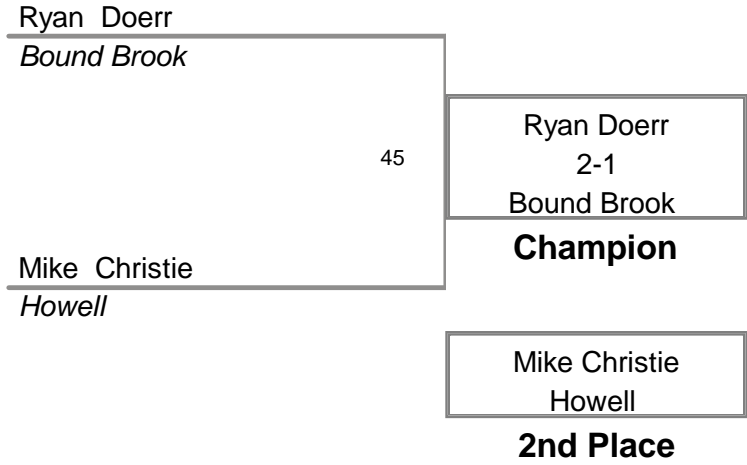 Ryan Doerr
Bound Brook
45
Ryan Doerr
2-1
Bound Brook
Champion
Mike Christie
Howell
Mike Christie
Howell
2nd Place